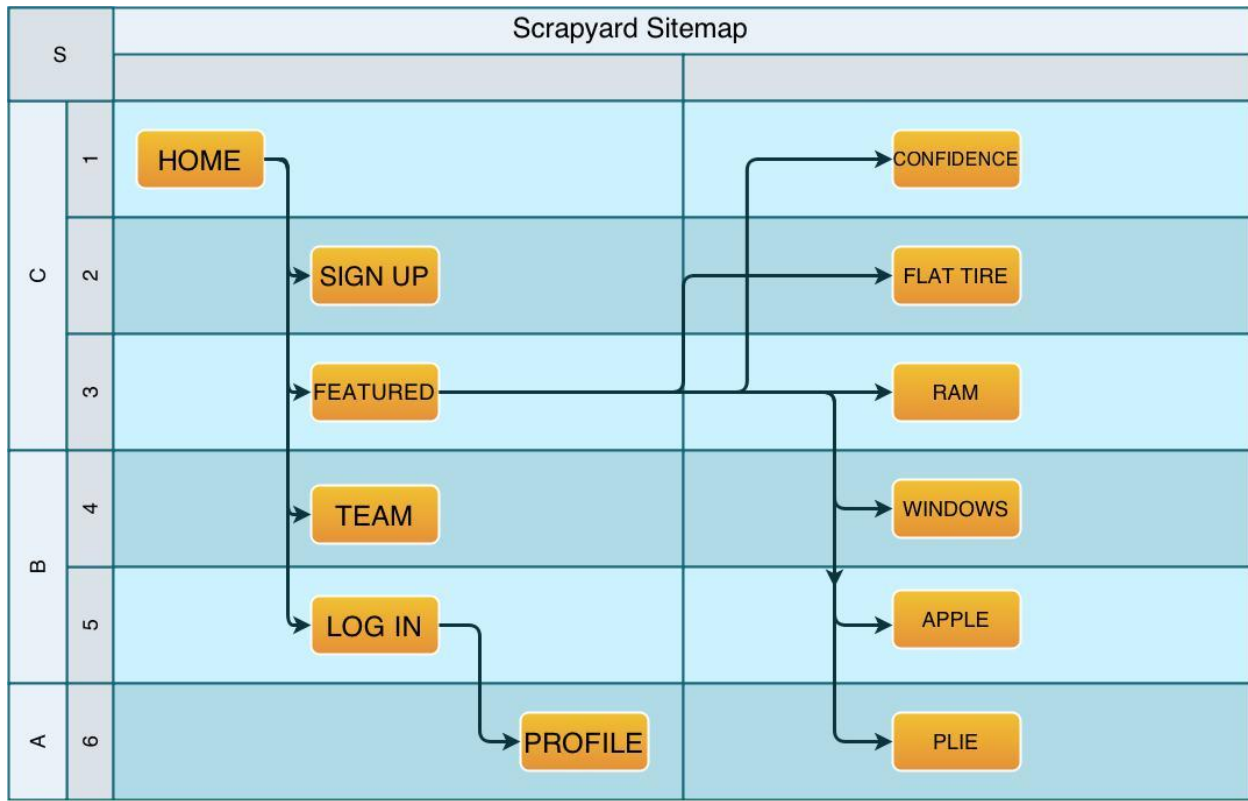 Scrapyard Sitemap
S
C
1
HOME
CONFIDENCE
2
SIGN UP
FLAT TIRE
3
FEATURED
RAM
B
4
TEAM
WINDOWS
5
LOG IN
APPLE
A
6
PROFILE
PLIE